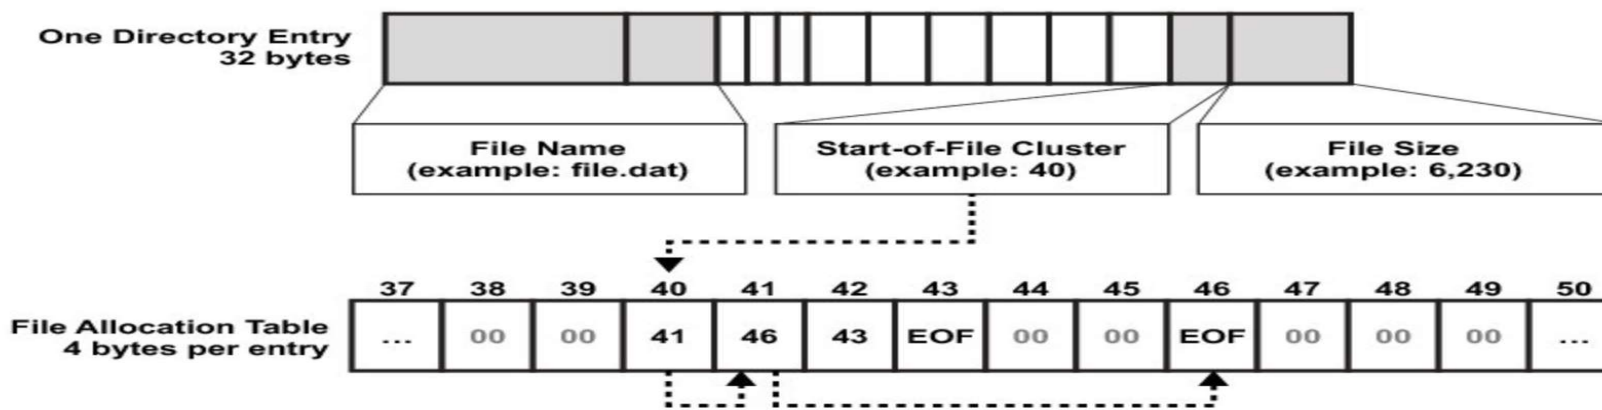 One Directory Entry
32 bytes
File Name
(example: file.dat)
Start-of-File Cluster
(example: 40)
File Size
(example: 6,230)
37 38 39 40 41 42 43 44 45 46 47 48 49 50
File Allocation Table
4 bytes per entry
... 00 00 41 46 43 EOF 00 00 EOF 00 00 00 ...